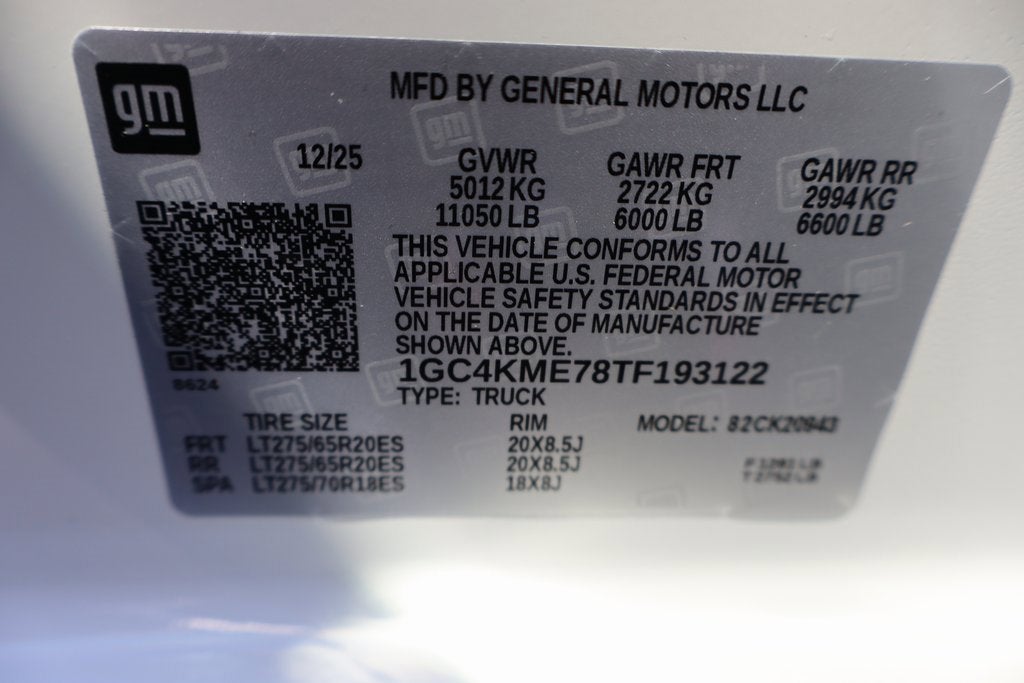 gm
MFD BY GENERAL MOTORS LLC
12/25 GVWR GAWR FRT GAWR RR
5012 KG 2722 KG 2994 KG
11050 LB 6000 LB 6600 LB
THIS VEHICLE CONFORMS TO ALL
APPLICABLE U.S. FEDERAL MOTOR
VEHICLE SAFETY STANDARDS IN EFFECT
ON THE DATE OF MANUFACTURE
SHOWN ABOVE.
1GC4KME78TF193122
8624
TYPE: TRUCK
TIRE SIZE RIM MODEL: 82CK20943
FRT LT275/65R20ES 20X8.5J
RR LT275/65R20ES 20X8.5J
SPA LT275/70R18ES 18X8J